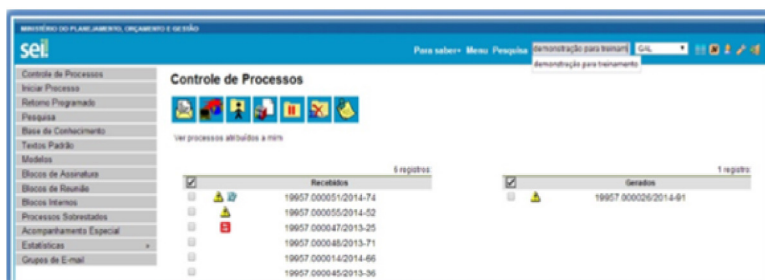 MINISTÉRIO DO PLANEJAMENTO, ORÇAMENTO E GESTÃO
sei!
Para saber+ Menu Pesquisa demonstração para treinam GAL
demonstração para treinamento
Controle de Processos
Iniciar Processo
Retorno Programado
Pesquisa
Base de Conhecimento
Textos Padrão
Modelos
Blocos de Assinatura
Blocos de Reunião
Blocos Internos
Processos Sobrestados
Acompanhamento Especial
Estatísticas
Grupos de E-mail
Controle de Processos
Ver processos atribuídos a mim
6 registros:
Recebidos
19957.000051/2014-74
19957.000055/2014-52
19957.000047/2013-25
19957.000048/2013-71
19957.000014/2014-66
19957.000045/2013-36
1 registro:
Gerados
19957.000026/2014-91